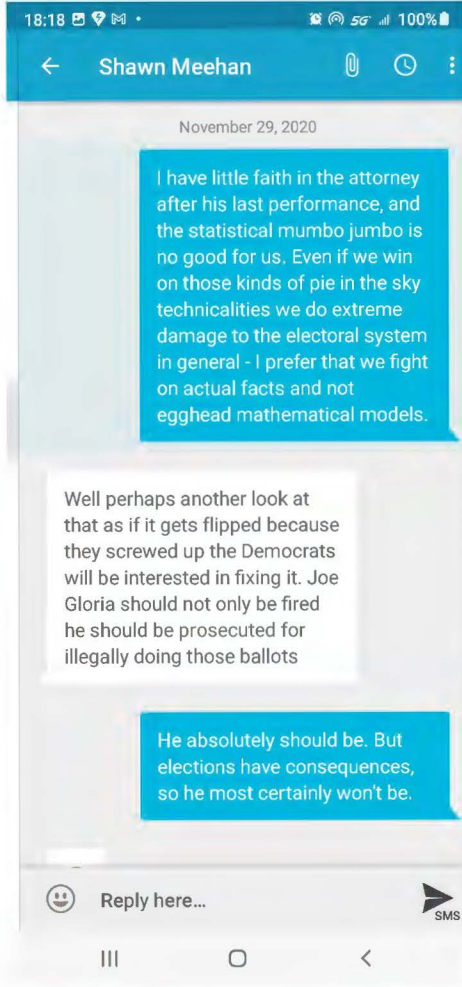 18:18
5G 100%
Shawn Meehan
November 29, 2020
I have little faith in the attorney
after his last performance, and
the statistical mumbo jumbo is
no good for us. Even if we win
on those kinds of pie in the sky
technicalities we do extreme
damage to the electoral system
in general - I prefer that we fight
on actual facts and not
egghead mathematical models.
Well perhaps another look at
that as if it gets flipped because
they screwed up the Democrats
will be interested in fixing it. Joe
Gloria should not only be fired
he should be prosecuted for
illegally doing those ballots
He absolutely should be. But
elections have consequences,
so he most certainly won't be.
Reply here...
SMS